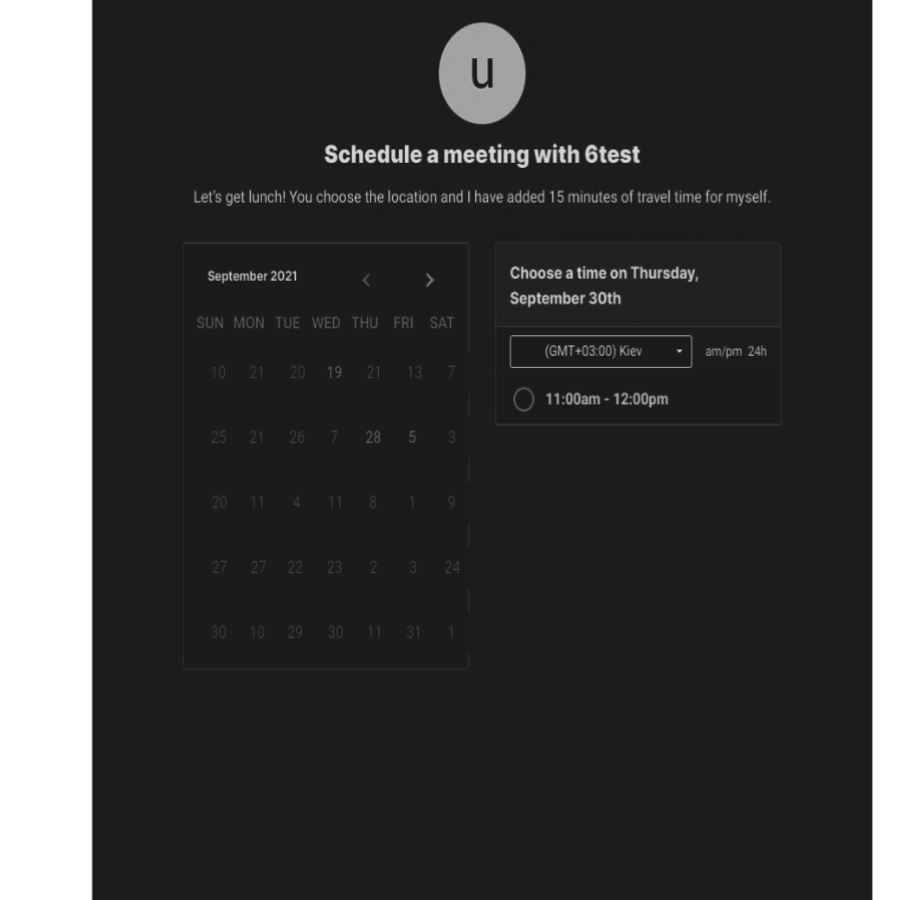 u
Schedule a meeting with 6test
Let's get lunch! You choose the location and I have added 15 minutes of travel time for myself.
September 2021
SUN MON TUE WED THU FRI SAT
10 21 20 19 21 13 7
25 21 26 7 28 5 3
20 11 4 11 8 1 9
27 27 22 23 2 3 24
30 10 29 30 11 31 1
Choose a time on Thursday,
September 30th
(GMT+03:00) Kiev am/pm 24h
11:00am - 12:00pm